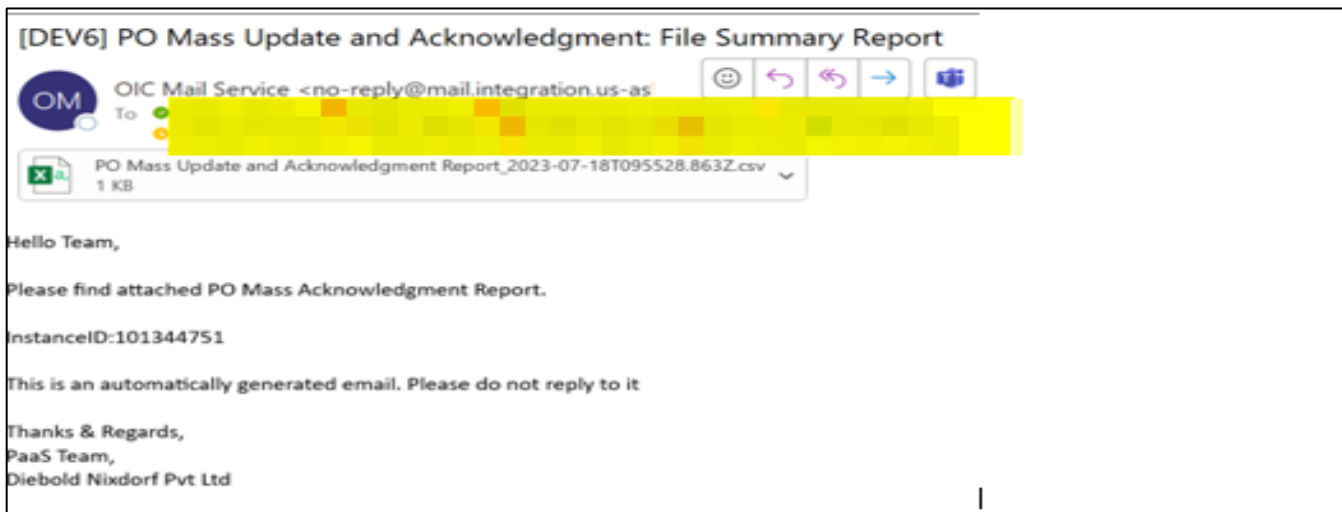 [DEV6] PO Mass Update and Acknowledgment: File Summary Report
OM
OIC Mail Service <no-reply@mail.integration.us-as
To
PO Mass Update and Acknowledgment Report_2023-07-18T095528.863Z.csv
1 KB
Hello Team,
Please find attached PO Mass Acknowledgment Report.
InstanceID:101344751
This is an automatically generated email. Please do not reply to it
Thanks & Regards,
PaaS Team,
Diebold Nixdorf Pvt Ltd